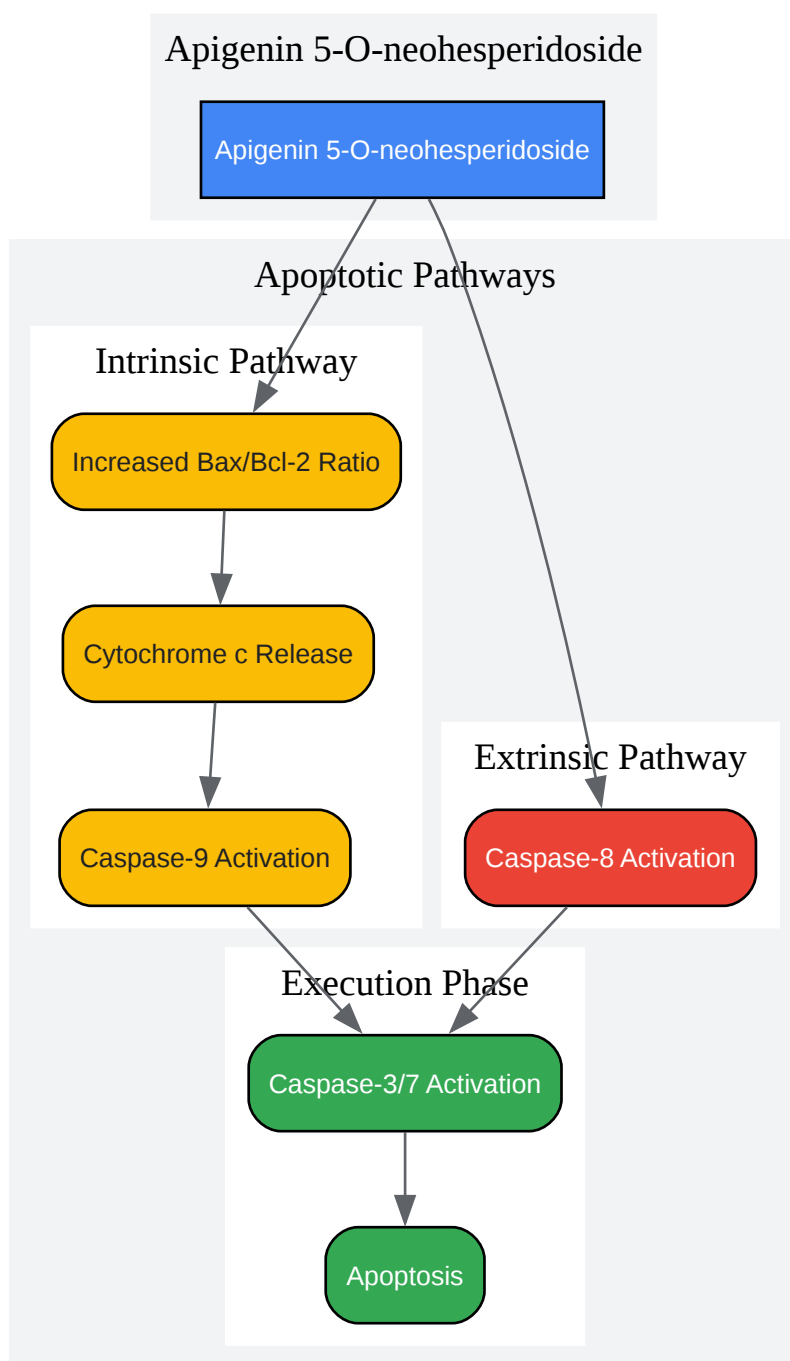 Apigenin 5-O-neohesperidoside
Apigenin 5-O-neohesperidoside
Apoptotic Pathways
Intrinsic Pathway
Increased Bax/Bcl-2 Ratio
Cytochrome c Release
Caspase-9 Activation
Extrinsic Pathway
Caspase-8 Activation
Execution Phase
Caspase-3/7 Activation
Apoptosis